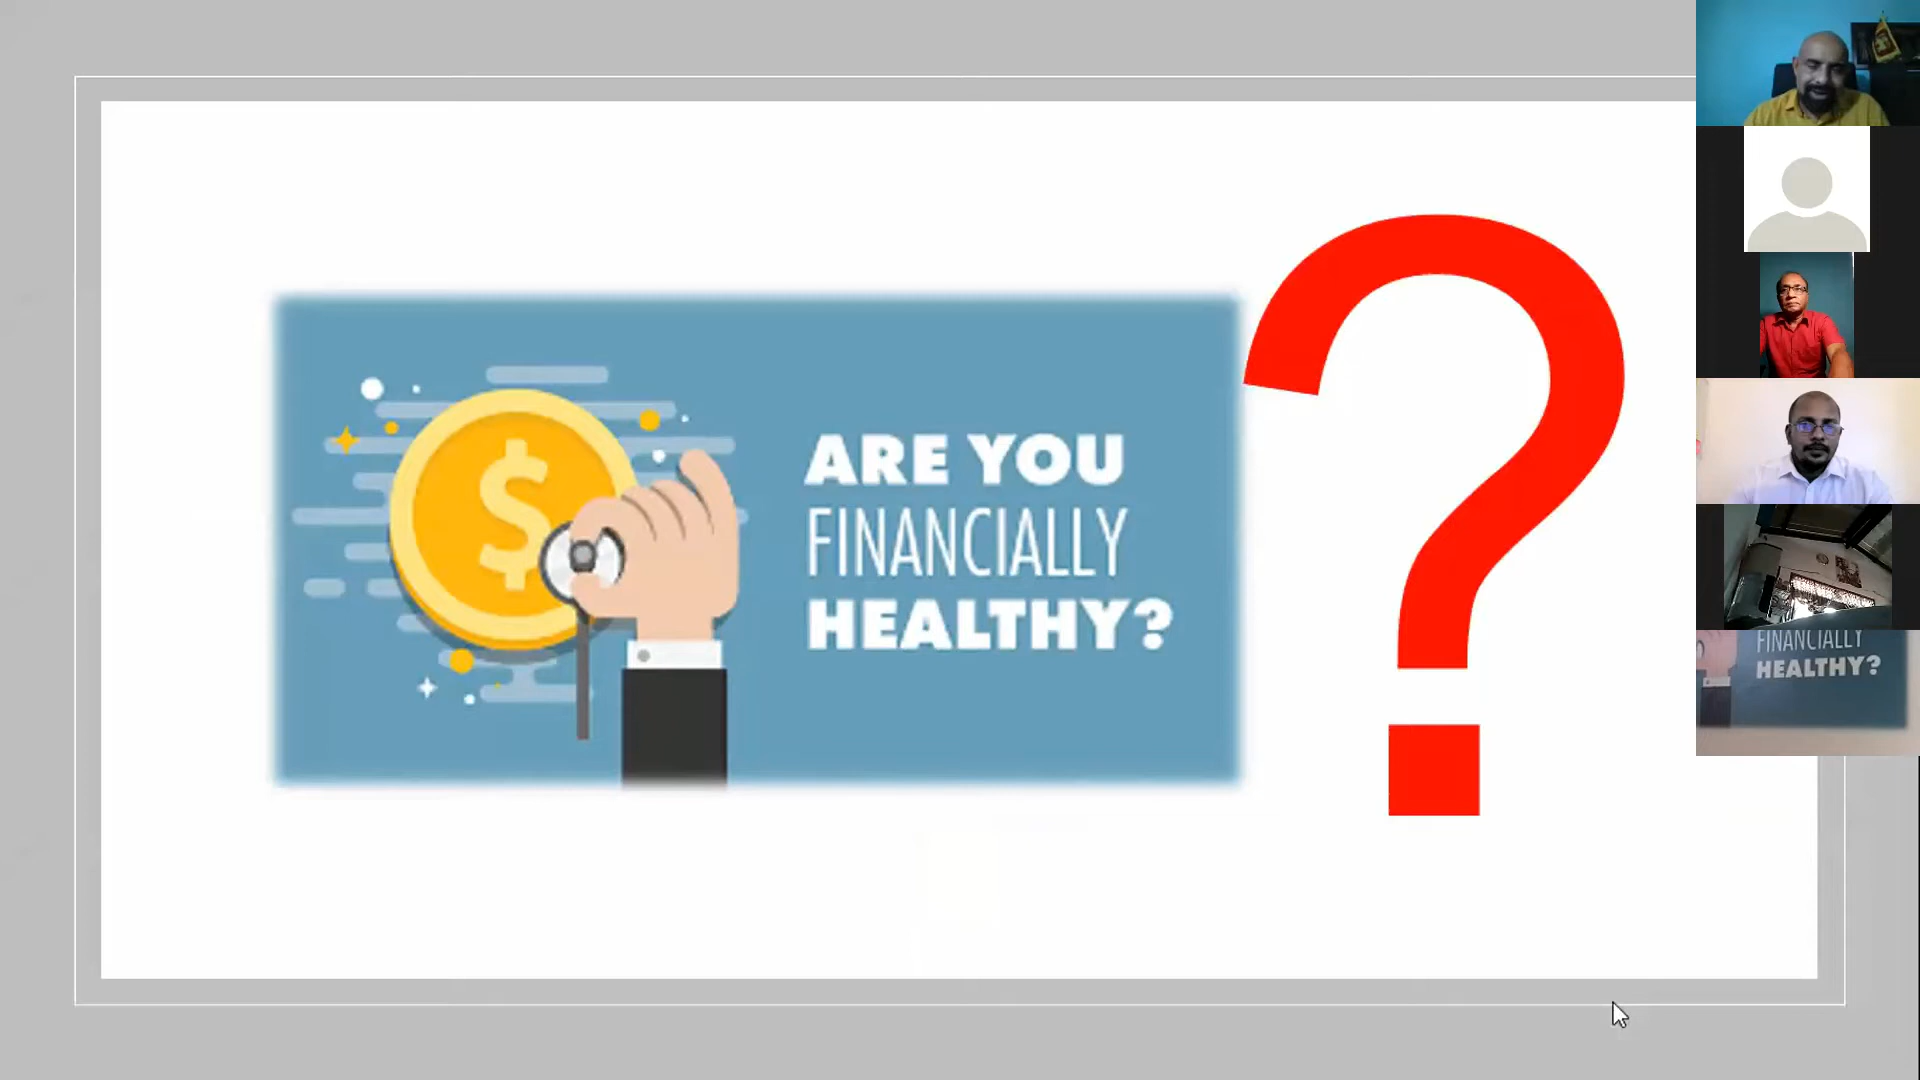 ARE YOU
FINANCIALLY
HEALTHY?
?
$
FINANCIALLY
HEALTHY?